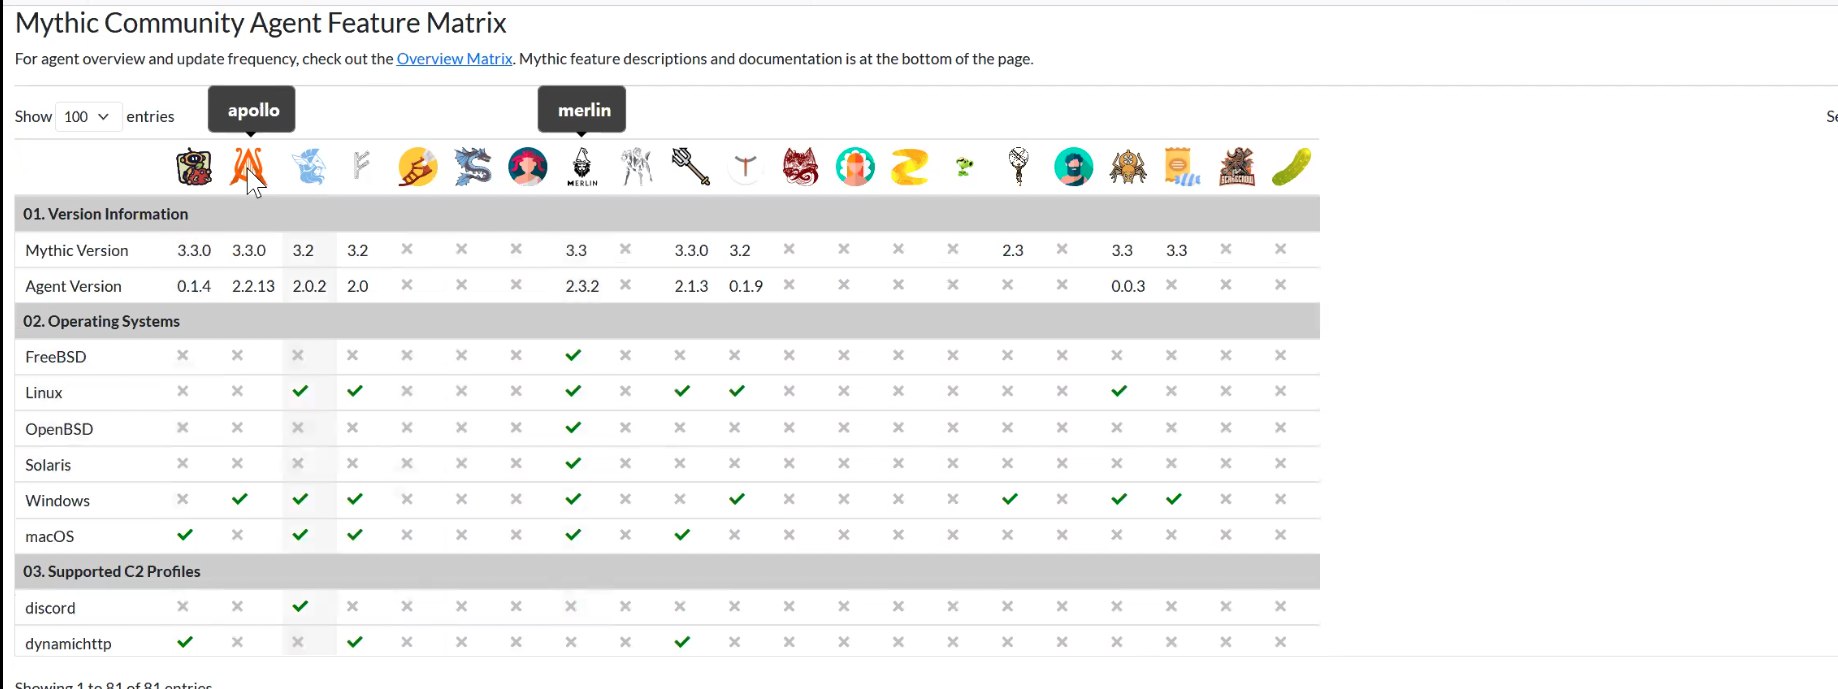 Mythic Community Agent Feature Matrix
For agent overview and update frequency, check out the Overview Matrix. Mythic feature descriptions and documentation is at the bottom of the page.
Show 100 entries
apollo
merlin
Se
MERLIN
01. Version Information
Mythic Version 3.3.0 3.3.0 3.2 3.2 3.3 3.3.0 3.2 2.3 3.3 3.3
Agent Version 0.1.4 2.2.13 2.0.2 2.0 2.3.2 2.1.3 0.1.9 0.0.3
02. Operating Systems
FreeBSD
Linux
OpenBSD
Solaris
Windows
macOS
03. Supported C2 Profiles
discord
dynamichttp
Showing 1 to 81 of 81 entries